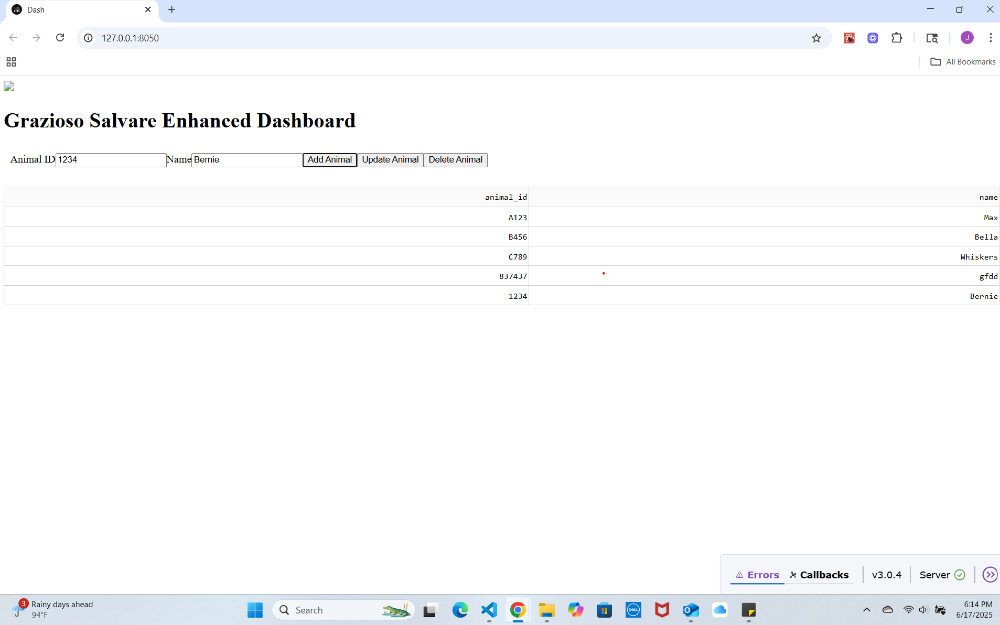 Dash
127.0.0.1:8050
J
All Bookmarks
Grazioso Salvare Enhanced Dashboard
Animal ID 1234 Name Bernie Add Animal Update Animal Delete Animal
animal_id name
A123 Max
B456 Bella
C789 Whiskers
837437 gfdd
1234 Bernie
Errors Callbacks v3.0.4 Server
3 Rainy days ahead
94°F
Search
DELL
6:14 PM
6/17/2025